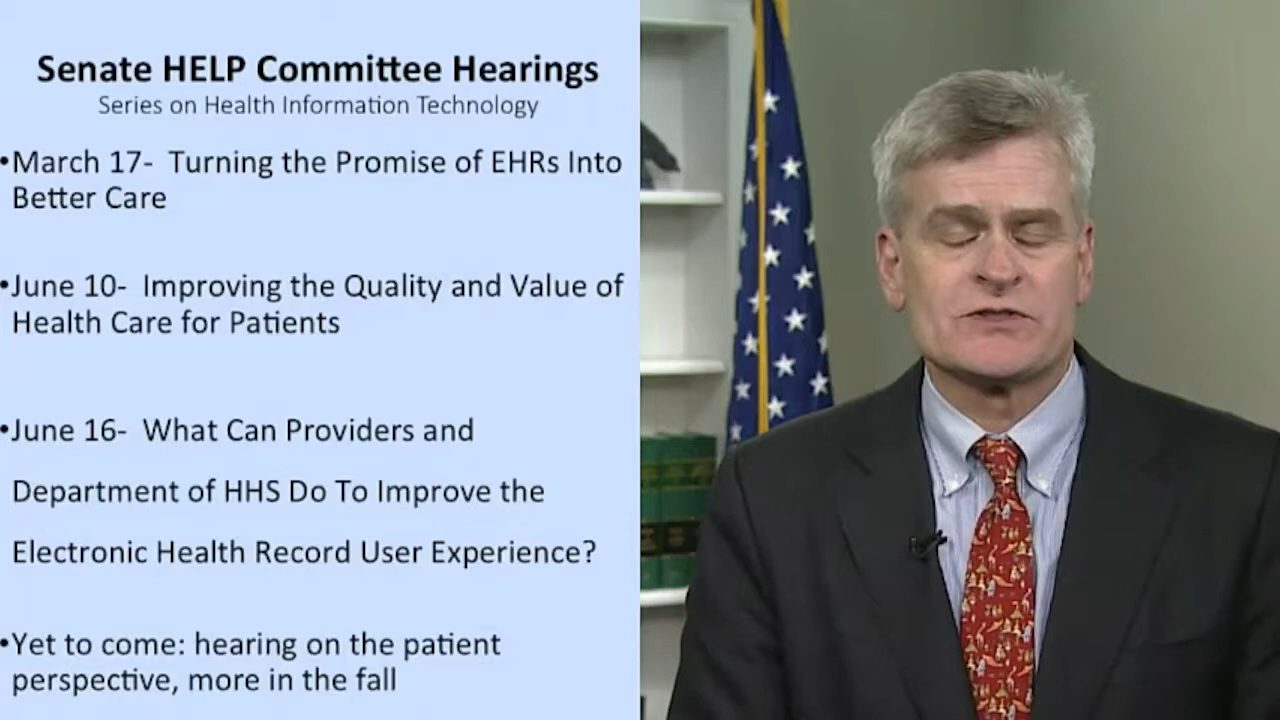 Senate HELP Committee Hearings
Series on Health Information Technology
•March 17- Turning the Promise of EHRs Into
Better Care
•June 10- Improving the Quality and Value of
Health Care for Patients
•June 16- What Can Providers and
Department of HHS Do To Improve the
Electronic Health Record User Experience?
•Yet to come: hearing on the patient
perspective, more in the fall